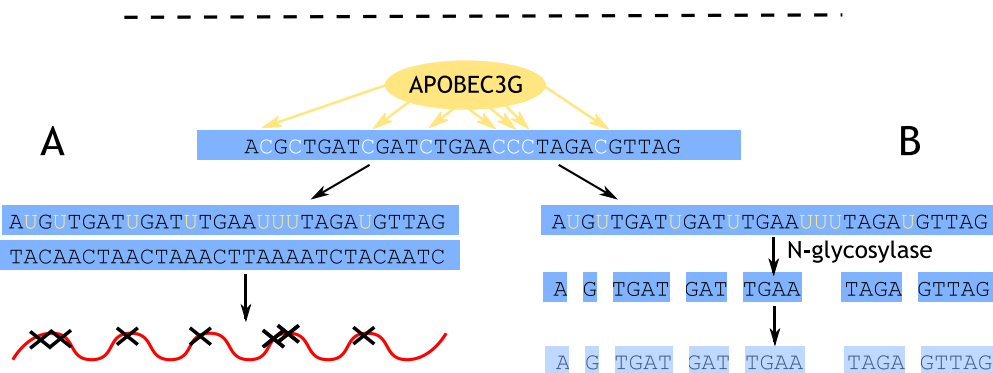 APOBEC3G
A
ACGCTGATCGATCTGAACCCTAGACGTTAG
B
AUGUTGATUGATUTGAAUUUTAGAUGTTAG
TACAACTAACTAAACTTAAAATCTACAATC
AUGUTGATUGATUTGAAUUUTAGAUGTTAG
N-glycosylase
A G TGAT GAT TGAA TAGA GTTAG
A G TGAT GAT TGAA TAGA GTTAG